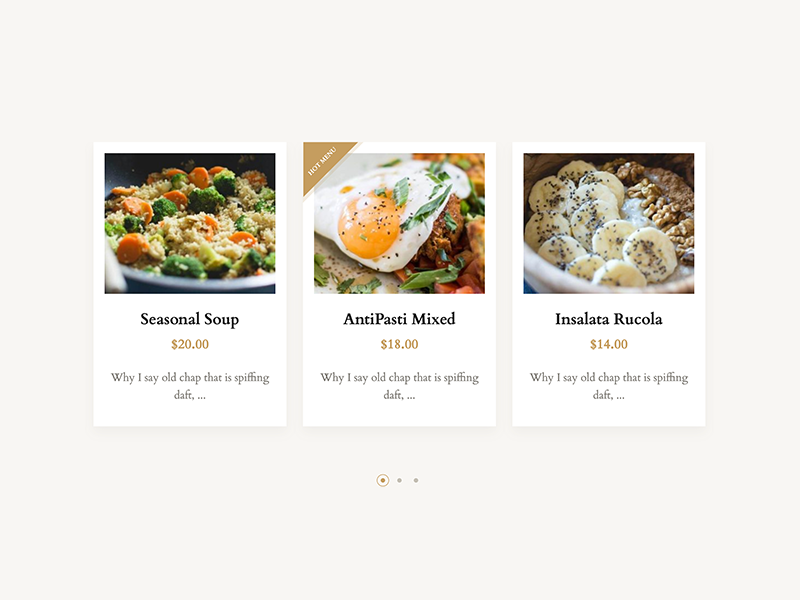 HOT MENU
Seasonal Soup
$20.00
Why I say old chap that is spiffing
daft, ...
AntiPasti Mixed
$18.00
Why I say old chap that is spiffing
daft, ...
Insalata Rucola
$14.00
Why I say old chap that is spiffing
daft, ...